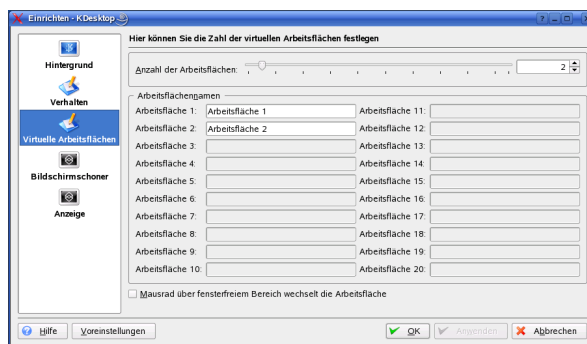 Einrichten - KDesktop
Hintergrund
Verhalten
Virtuelle Arbeitsflächen
Bildschirmschoner
Anzeige
Hier können Sie die Zahl der virtuellen Arbeitsflächen festlegen
Anzahl der Arbeitsflächen: 2
Arbeitsflächennamen
Arbeitsfläche 1: Arbeitsfläche 1 Arbeitsfläche 11:
Arbeitsfläche 2: Arbeitsfläche 2 Arbeitsfläche 12:
Arbeitsfläche 3: Arbeitsfläche 13:
Arbeitsfläche 4: Arbeitsfläche 14:
Arbeitsfläche 5: Arbeitsfläche 15:
Arbeitsfläche 6: Arbeitsfläche 16:
Arbeitsfläche 7: Arbeitsfläche 17:
Arbeitsfläche 8: Arbeitsfläche 18:
Arbeitsfläche 9: Arbeitsfläche 19:
Arbeitsfläche 10: Arbeitsfläche 20:
Mausrad über fensterfreiem Bereich wechselt die Arbeitsfläche
Hilfe Voreinstellungen OK Anwenden Abbrechen